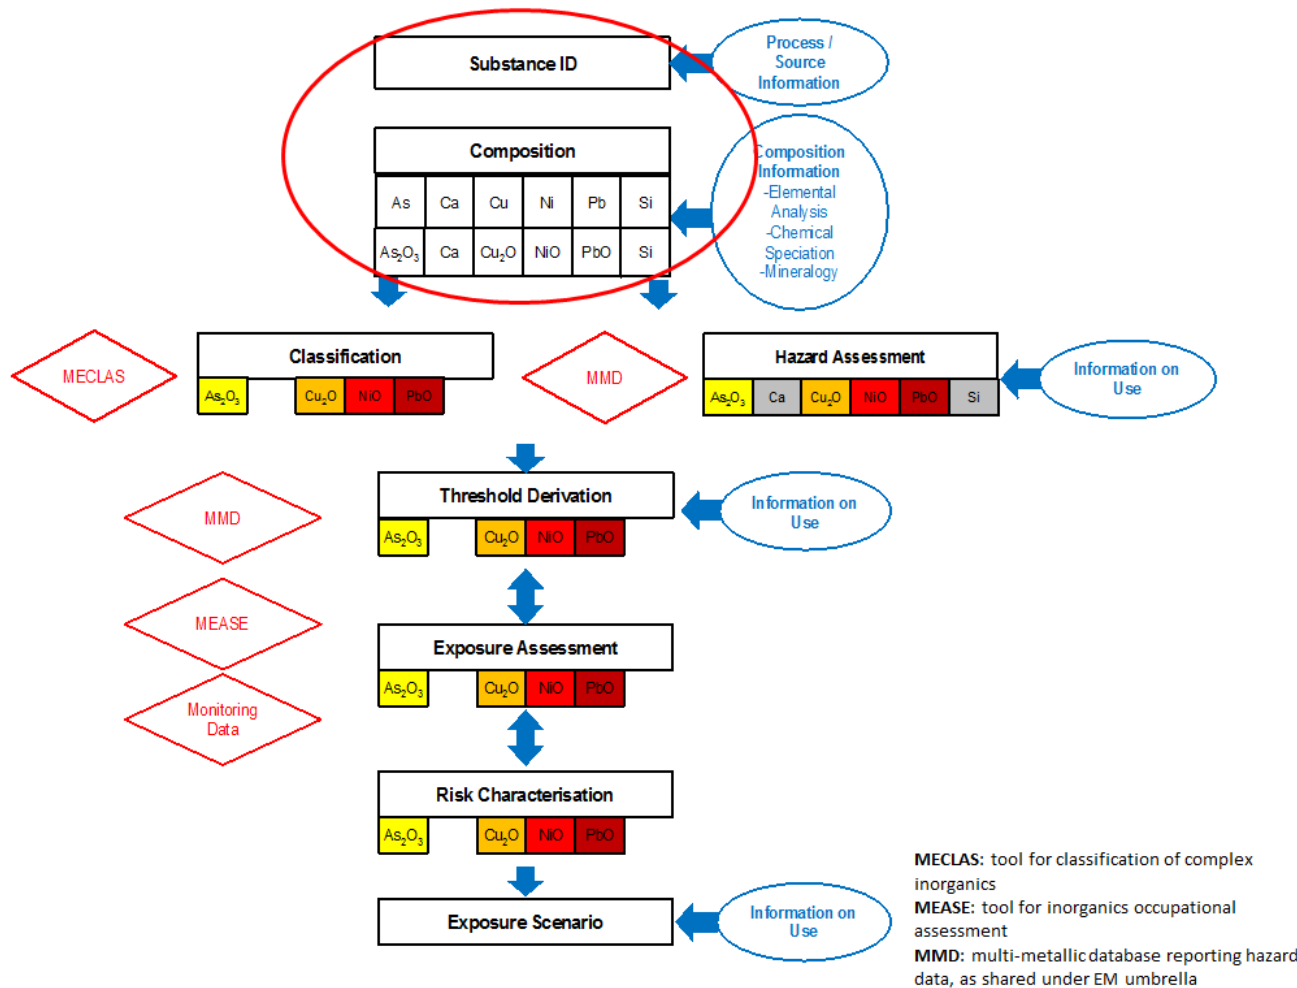 Substance ID
Process /
Source
Information
Composition
As Ca Cu Ni Pb Si
As₂O₃ Ca Cu₂O NiO PbO Si
Composition
Information
-Elemental
Analysis
-Chemical
Speciation
-Mineralogy
MECLAS
Classification
As₂O₃ Cu₂O NiO PbO
MMD
Hazard Assessment
As₂O₃ Ca Cu₂O NiO PbO Si
Information on
Use
MMD
Threshold Derivation
As₂O₃ Cu₂O NiO PbO
Information on
Use
MEASE
Exposure Assessment
As₂O₃ Cu₂O NiO PbO
Monitoring
Data
Risk Characterisation
As₂O₃ Cu₂O NiO PbO
Exposure Scenario
Information on
Use
MECLAS: tool for classification of complex
inorganics
MEASE: tool for inorganics occupational
assessment
MMD: multi-metallic database reporting hazard
data, as shared under EM umbrella